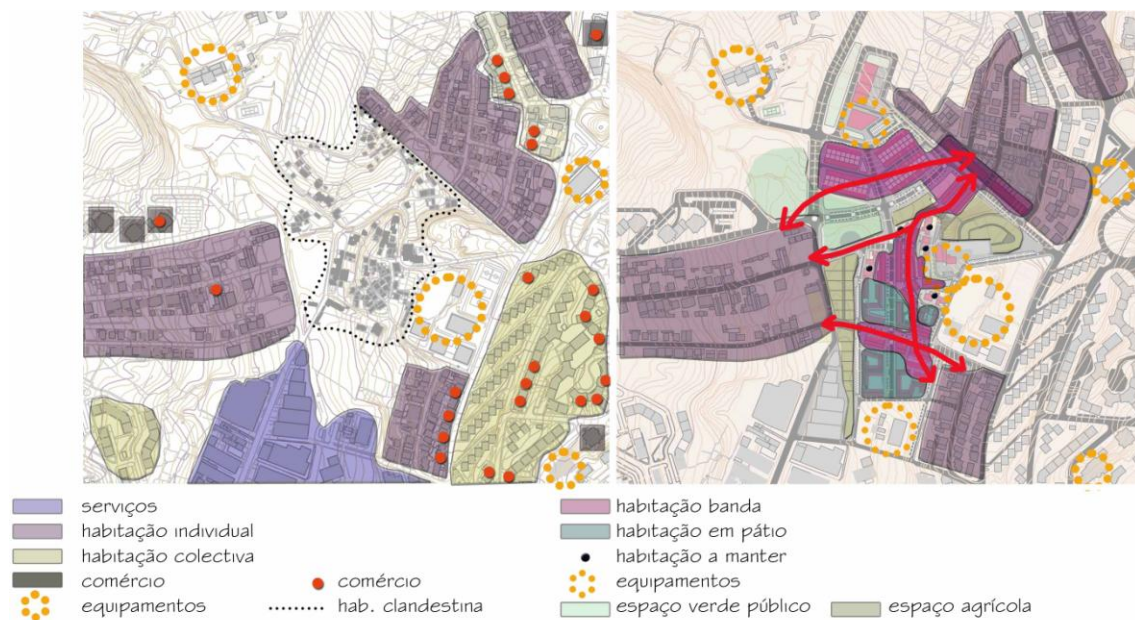 serviços
habitação individual
habitação colectiva
comércio
equipamentos
comércio
hab. clandestina
habitação banda
habitação em pátio
habitação a manter
equipamentos
espaço verde público
espaço agrícola